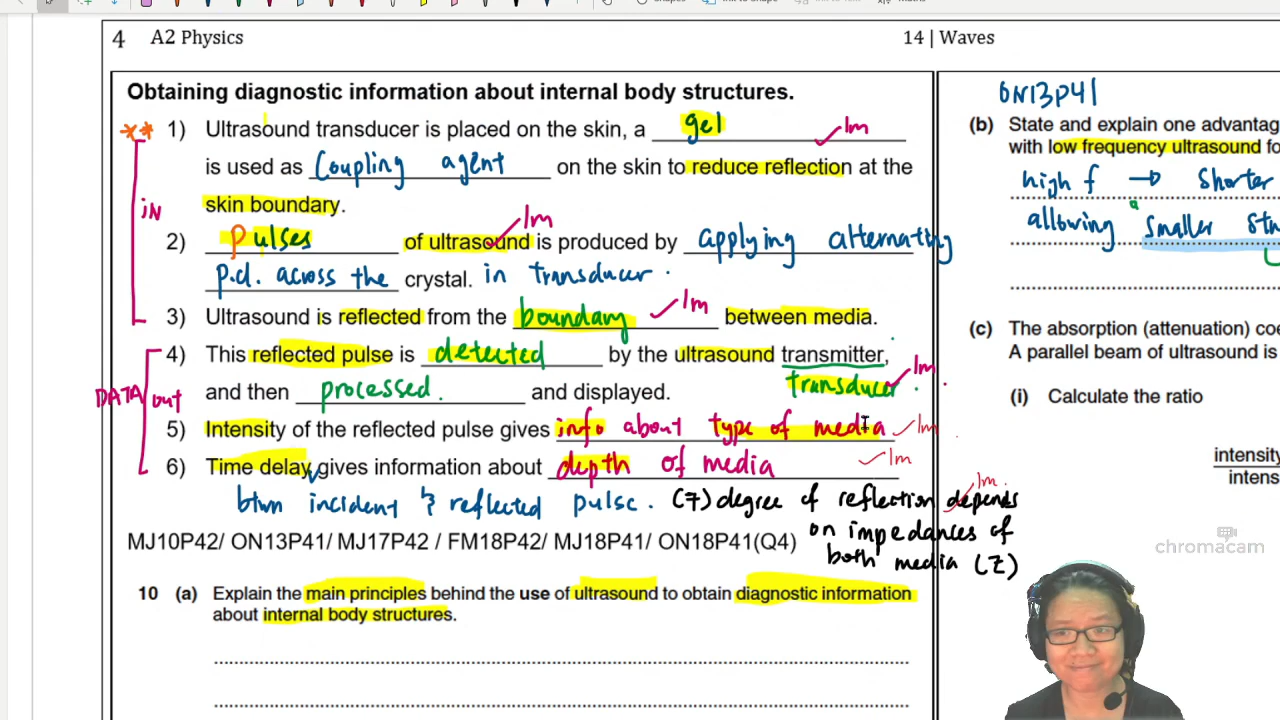 4 A2 Physics
14 | Waves
Obtaining diagnostic information about internal body structures.
** 1) Ultrasound transducer is placed on the skin, a gel 1m
is used as Coupling agent on the skin to reduce reflection at the
skin boundary.
IN
2) pulses of ultrasound is produced by applying alternating 1m
p.d. across the crystal. in transducer.
3) Ultrasound is reflected from the boundary between media. 1m
4) This reflected pulse is detected by the ultrasound transmitter,
and then processed. and displayed. transducer. 1m
DATA out
5) Intensity of the reflected pulse gives info about type of media 1m
6) Time delay gives information about depth of media 1m
btwn incident & reflected pulse. (7) degree of reflection depends 1m
on impedances of
both media (Z)
MJ10P42/ ON13P41/ MJ17P42 / FM18P42/ MJ18P41/ ON18P41(Q4)
10 (a) Explain the main principles behind the use of ultrasound to obtain diagnostic information
about internal body structures.
ON13P41
(b) State and explain one advantag
with low frequency ultrasound fo
high f → shorter
allowing smaller stru
(c) The absorption (attenuation) coe
A parallel beam of ultrasound is
(i) Calculate the ratio
intensity
intens
chromacam